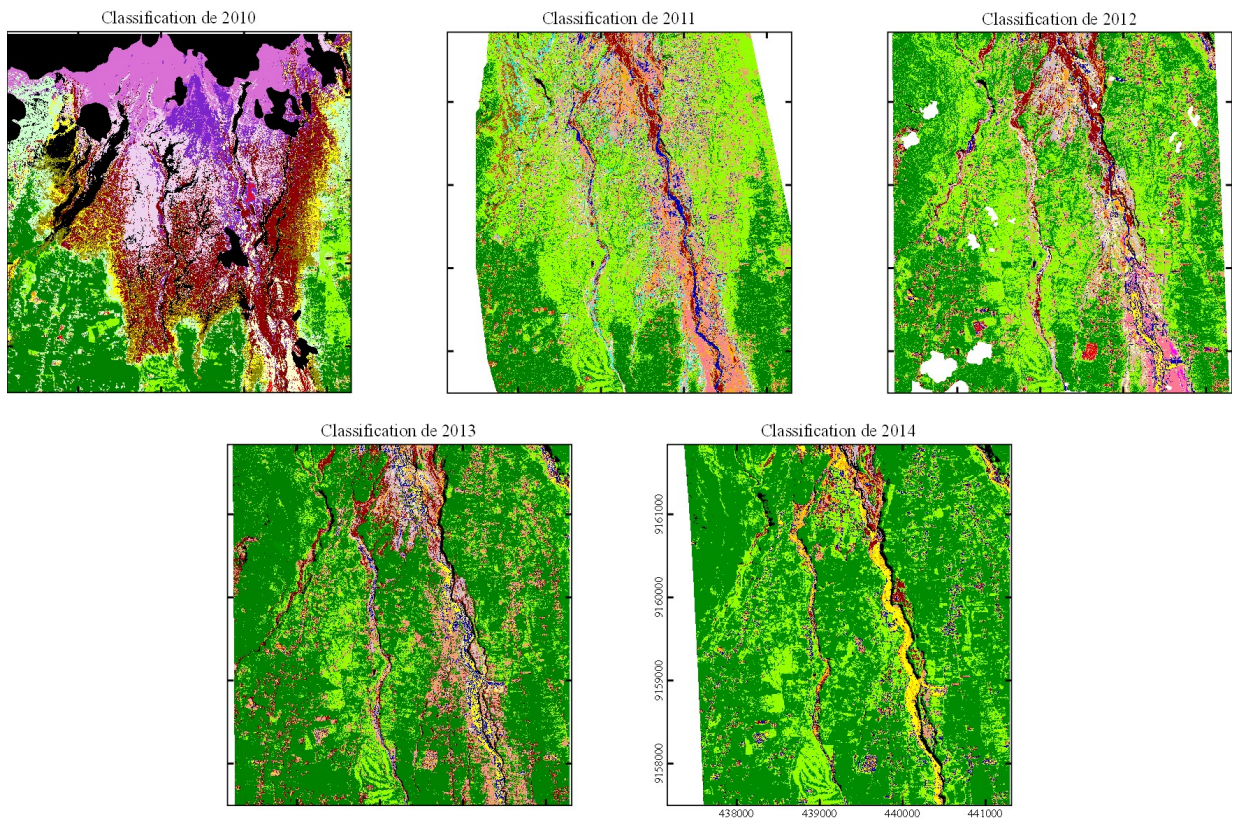 Classification de 2010
Classification de 2011
Classification de 2012
Classification de 2013
Classification de 2014
9161000
9160000
9159000
9158000
438000
439000
440000
441000